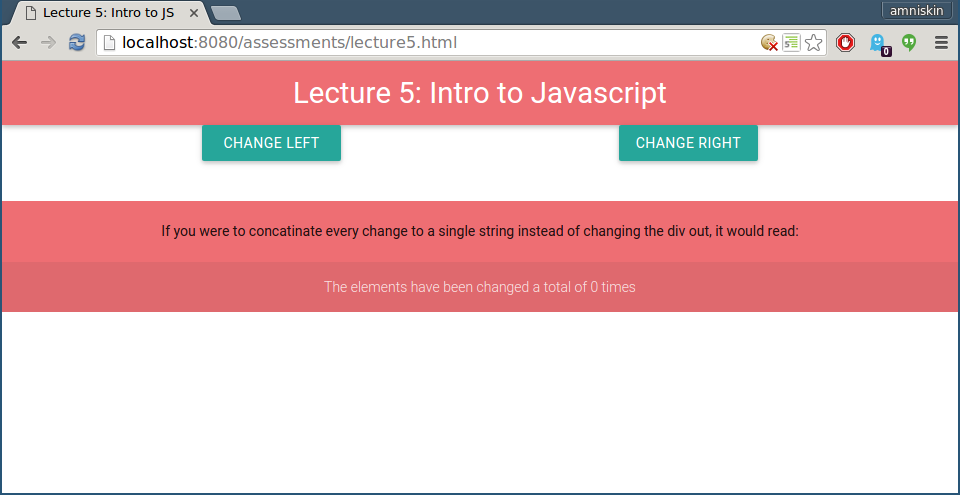 Lecture 5: Intro to JS
amniskin
localhost:8080/assessments/lecture5.html
0
Lecture 5: Intro to Javascript
CHANGE LEFT
CHANGE RIGHT
If you were to concatinate every change to a single string instead of changing the div out, it would read:
The elements have been changed a total of 0 times